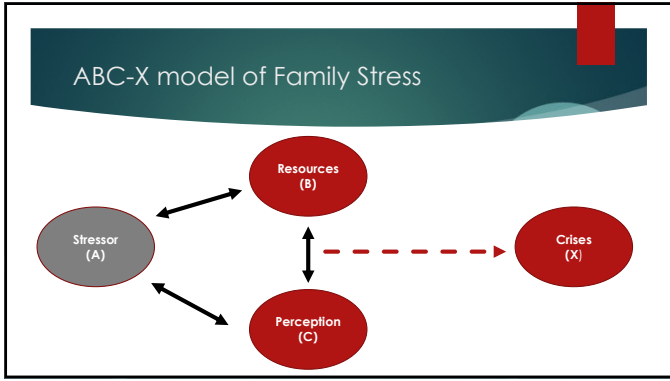 ABC-X model of Family Stress
Resources
(B)
Stressor
(A)
Crises
(X)
Perception
(C)